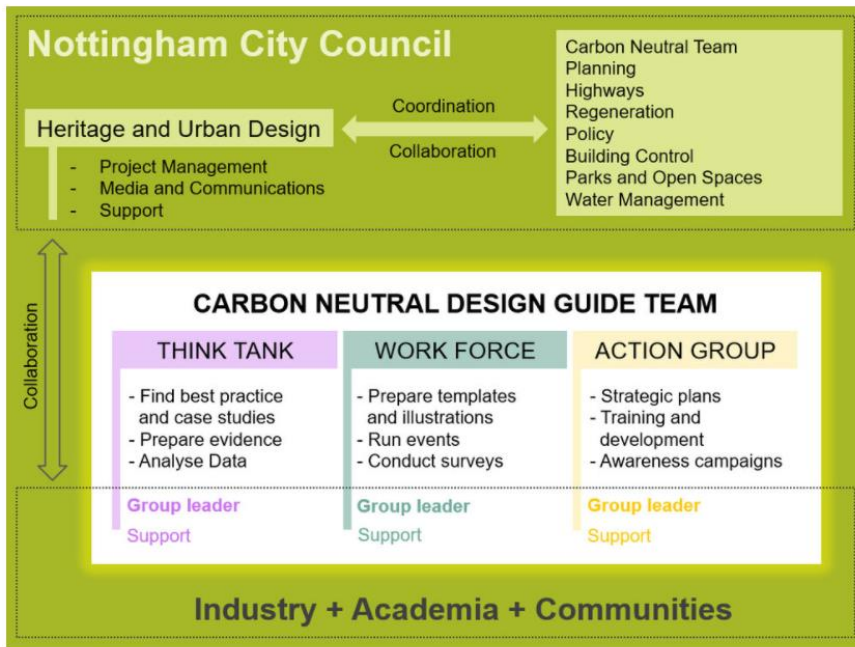 Nottingham City Council
Heritage and Urban Design
- Project Management
- Media and Communications
- Support
Coordination
Collaboration
Carbon Neutral Team
Planning
Highways
Regeneration
Policy
Building Control
Parks and Open Spaces
Water Management
Collaboration
CARBON NEUTRAL DESIGN GUIDE TEAM
THINK TANK
- Find best practice
and case studies
- Prepare evidence
- Analyse Data
Group leader
Support
WORK FORCE
- Prepare templates
and illustrations
- Run events
- Conduct surveys
Group leader
Support
ACTION GROUP
- Strategic plans
- Training and
development
- Awareness campaigns
Group leader
Support
Industry + Academia + Communities